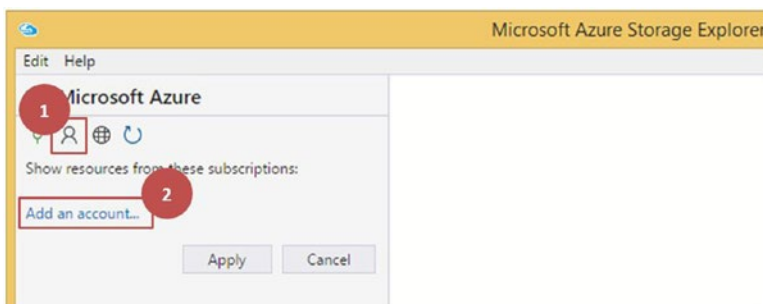 Microsoft Azure Storage Explorer
Edit Help
Microsoft Azure
1
Show resources from these subscriptions:
2
Add an account...
Apply Cancel